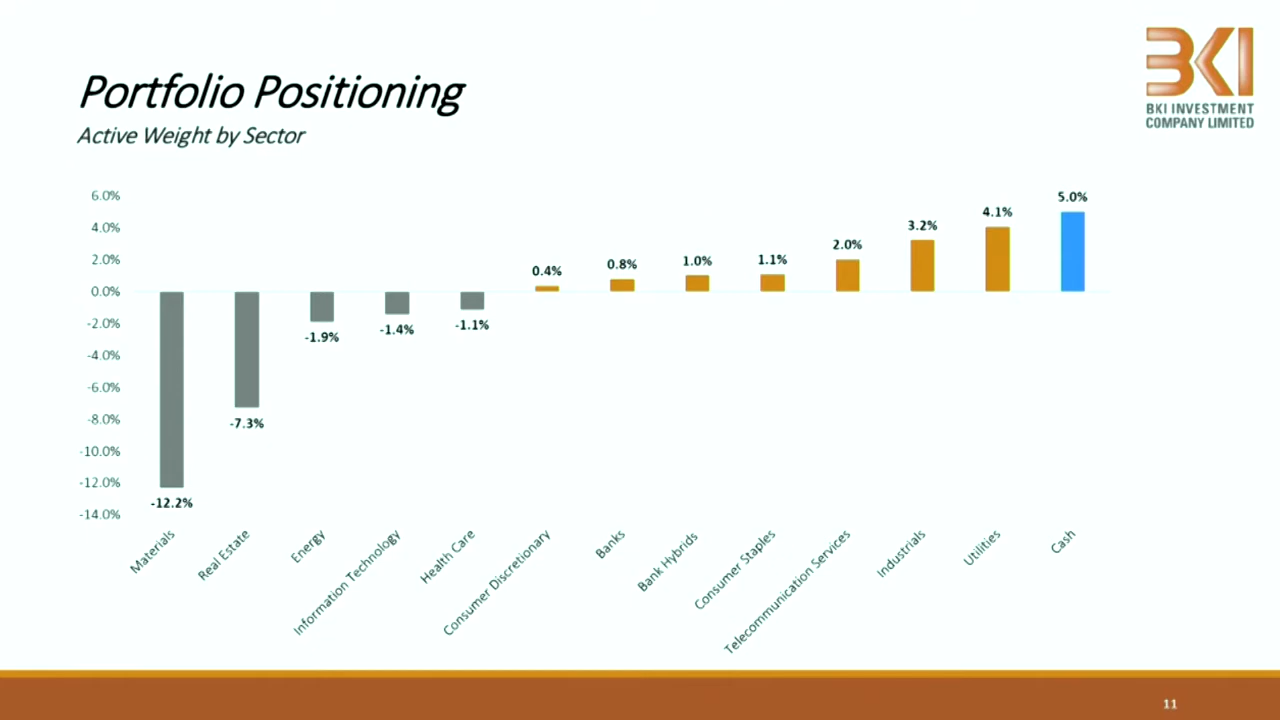 BKI
BKI INVESTMENT
COMPANY LIMITED
Portfolio Positioning
Active Weight by Sector
6.0%
4.0%
2.0%
0.0%
-2.0%
-4.0%
-6.0%
-8.0%
-10.0%
-12.0%
-14.0%
-12.2%
-7.3%
-1.9%
-1.4%
-1.1%
0.4%
0.8%
1.0%
1.1%
2.0%
3.2%
4.1%
5.0%
Materials
Real Estate
Energy
Information Technology
Health Care
Consumer Discretionary
Banks
Bank Hybrids
Consumer Staples
Telecommunication Services
Industrials
Utilities
Cash
11